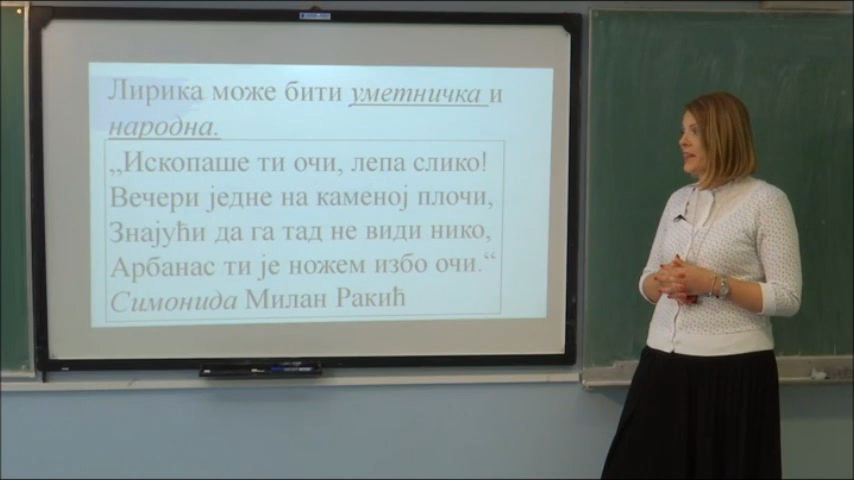 Лирика може бити уметничка и
народна.
„Ископаше ти очи, лепа слико!
Вечери једне на каменој плочи,
Знајући да га тад не види нико,
Арбанас ти је ножем избо очи.“
Симонида Милан Ракић